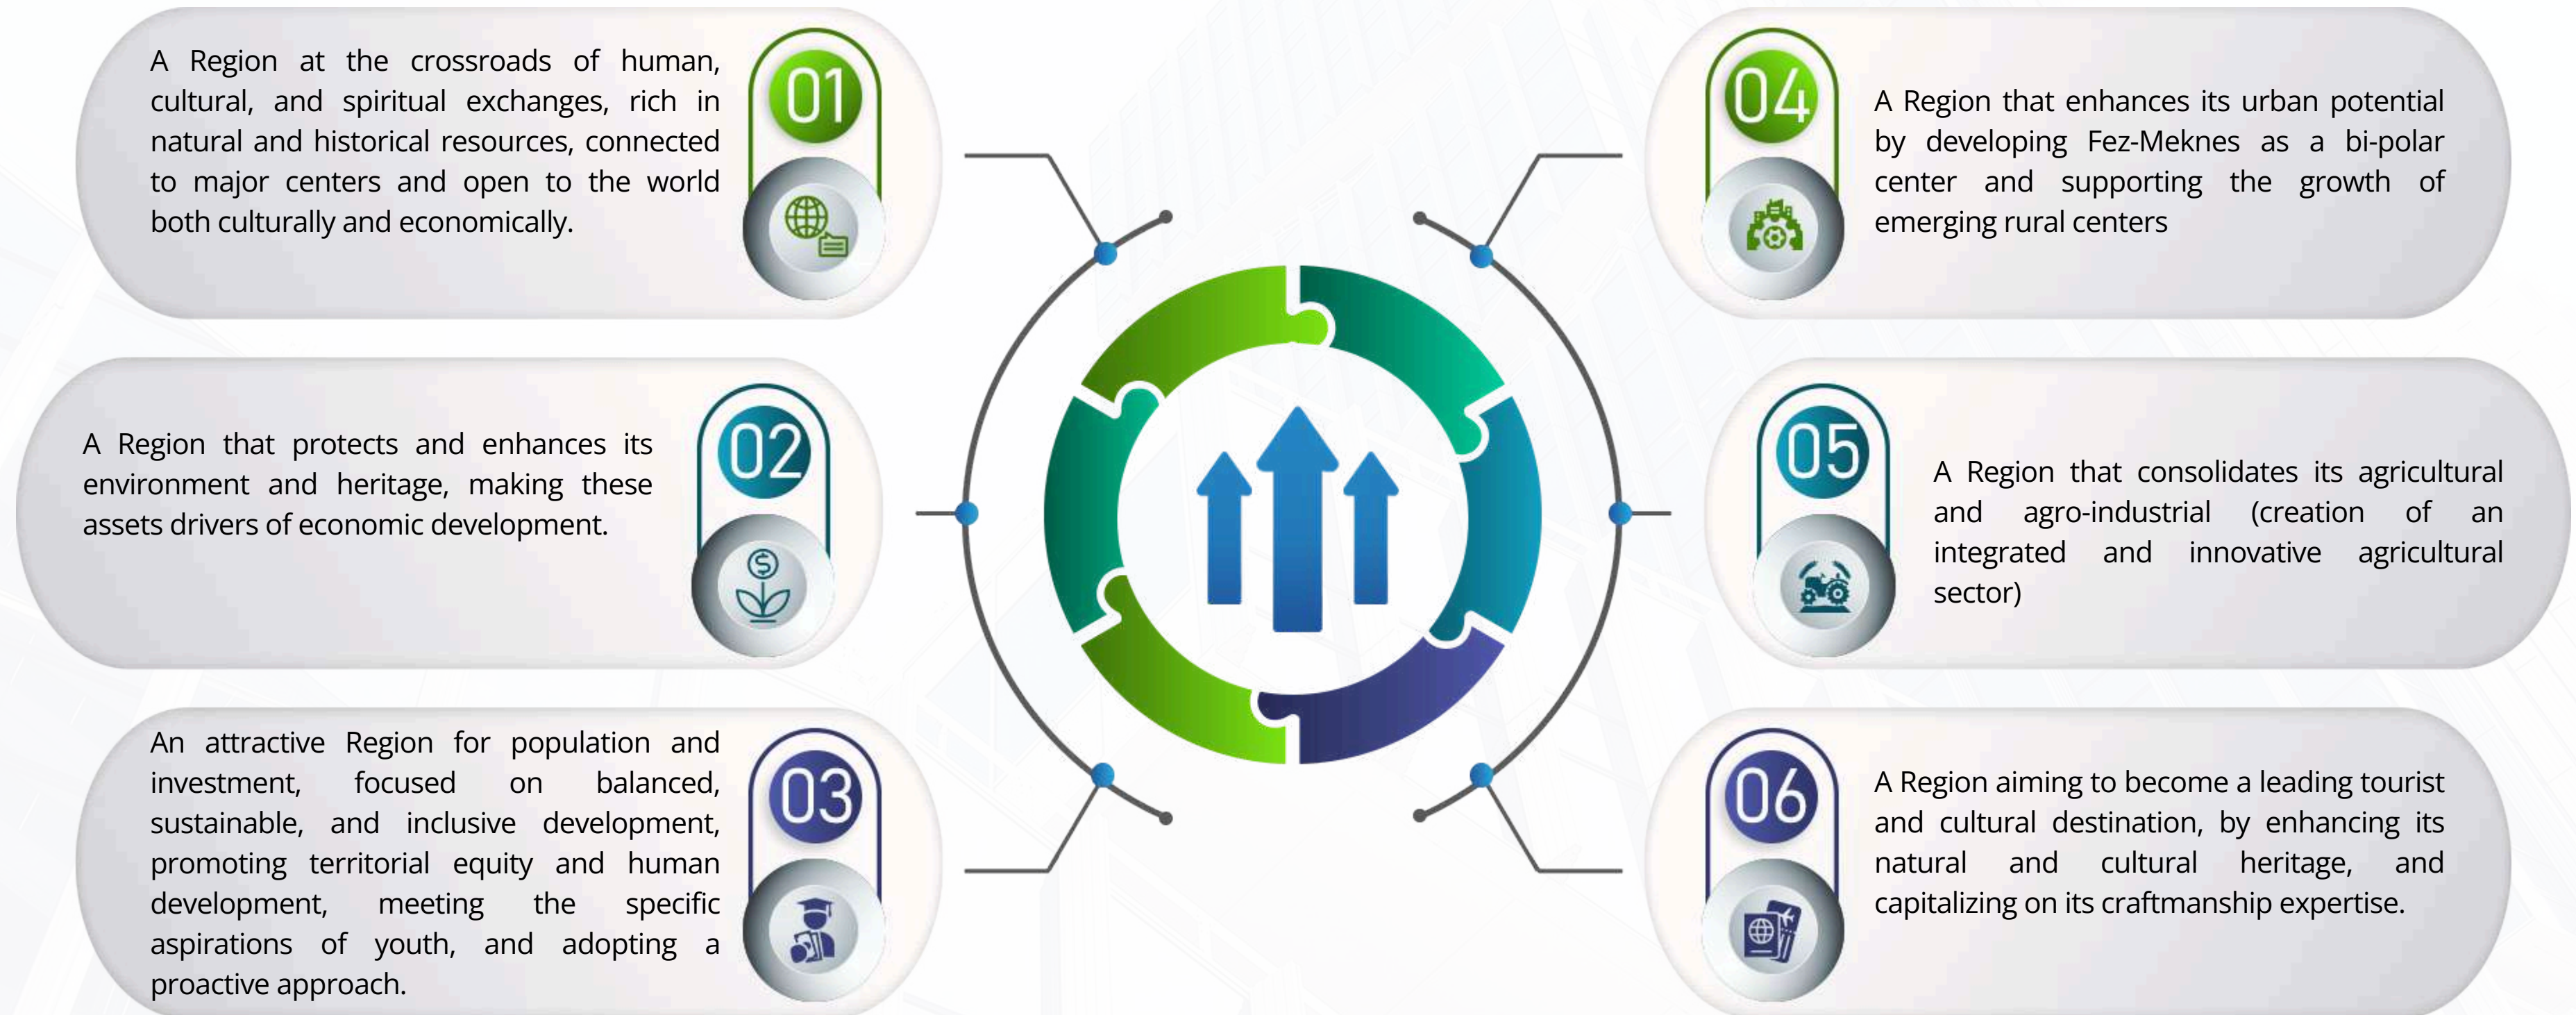 01
A Region at the crossroads of human,
cultural, and spiritual exchanges, rich in
natural and historical resources, connected
to major centers and open to the world
both culturally and economically.
02
A Region that protects and enhances its
environment and heritage, making these
assets drivers of economic development.
03
An attractive Region for population and
investment, focused on balanced,
sustainable, and inclusive development,
promoting territorial equity and human
development, meeting the specific
aspirations of youth, and adopting a
proactive approach.
04
A Region that enhances its urban potential
by developing Fez-Meknes as a bi-polar
center and supporting the growth of
emerging rural centers
05
A Region that consolidates its agricultural
and agro-industrial (creation of an
integrated and innovative agricultural
sector)
06
A Region aiming to become a leading tourist
and cultural destination, by enhancing its
natural and cultural heritage, and
capitalizing on its craftmanship expertise.